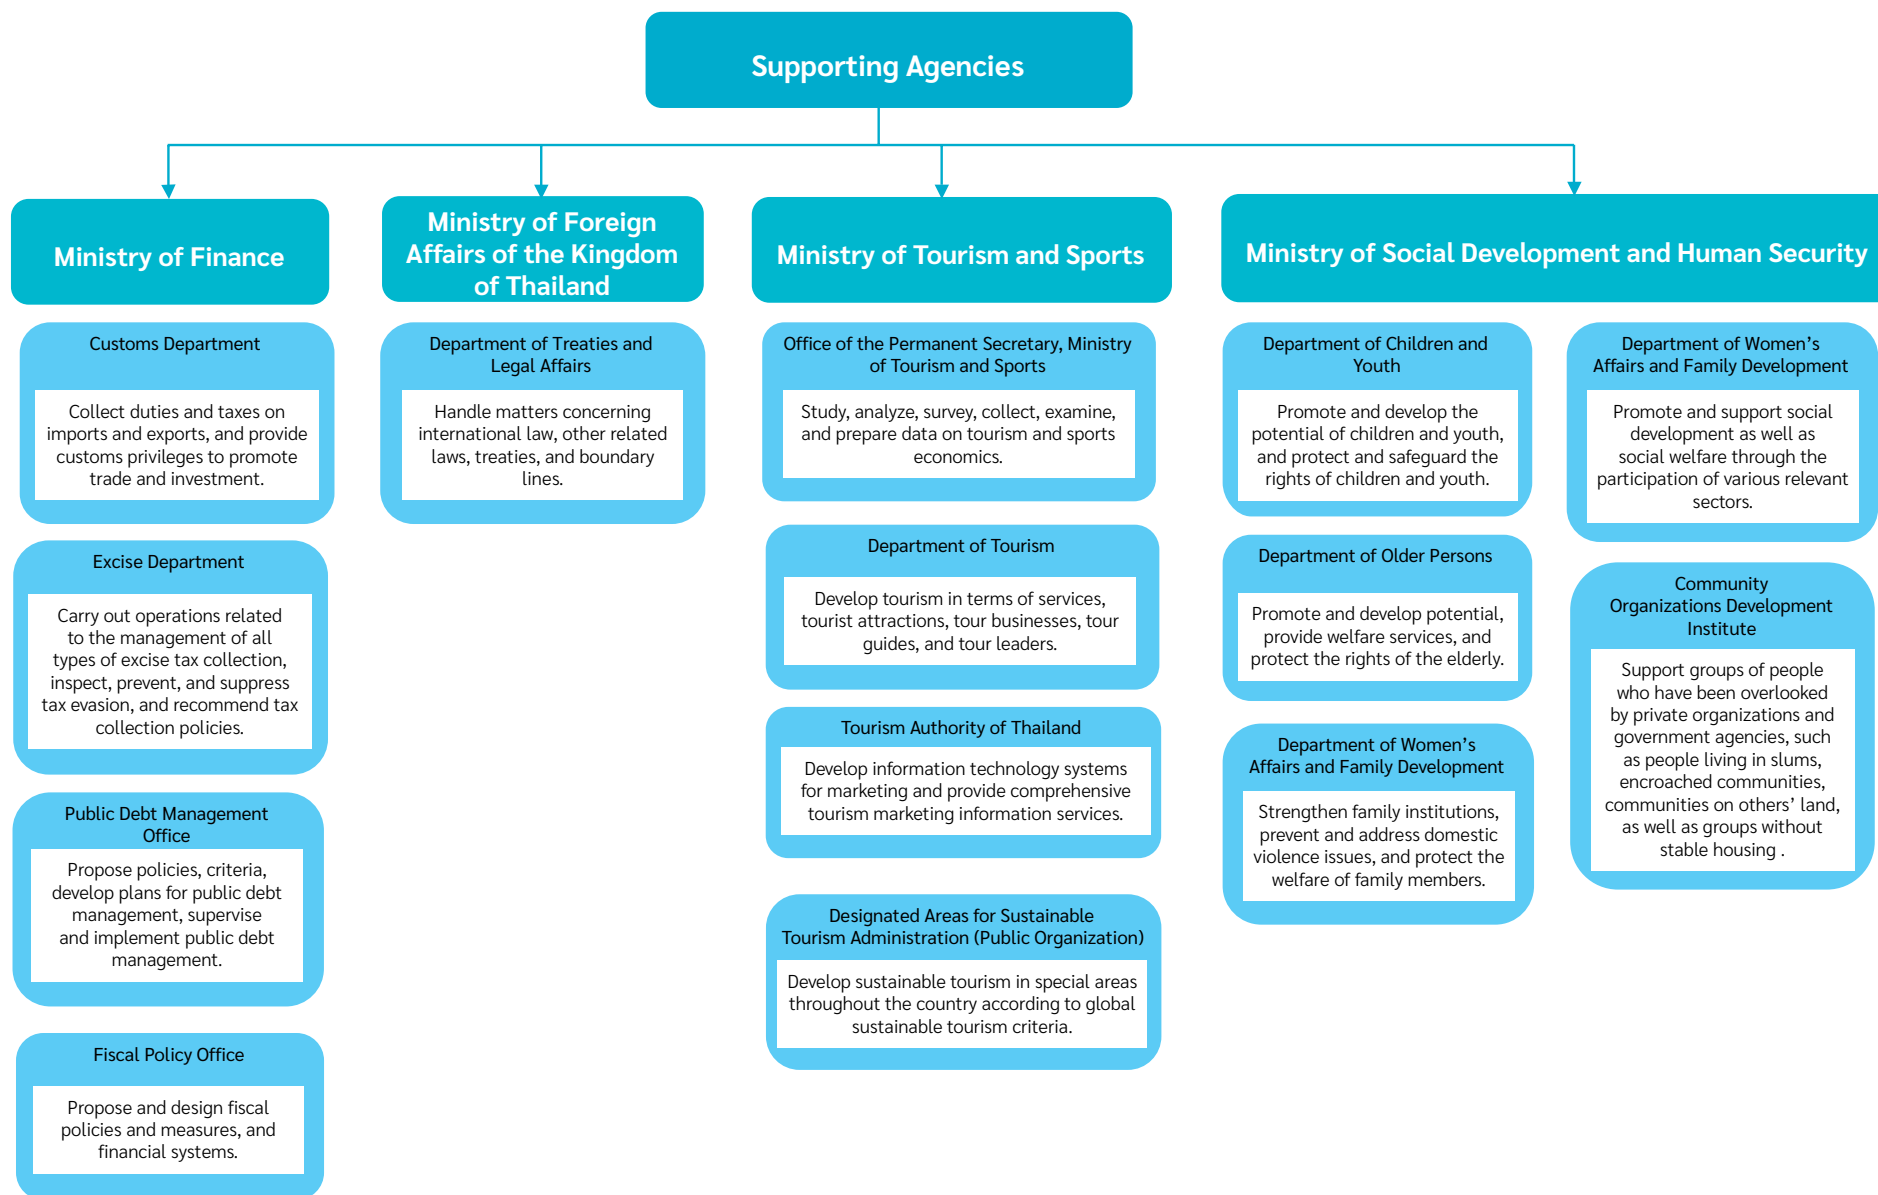 Supporting Agencies
Ministry of Finance
Customs Department
Collect duties and taxes on
imports and exports, and provide
customs privileges to promote
trade and investment.
Excise Department
Carry out operations related
to the management of all
types of excise tax collection,
inspect, prevent, and suppress
tax evasion, and recommend tax
collection policies.
Public Debt Management
Office
Propose policies, criteria,
develop plans for public debt
management, supervise
and implement public debt
management.
Fiscal Policy Office
Propose and design fiscal
policies and measures, and
financial systems.
Ministry of Foreign
Affairs of the Kingdom
of Thailand
Department of Treaties and
Legal Affairs
Handle matters concerning
international law, other related
laws, treaties, and boundary
lines.
Ministry of Tourism and Sports
Office of the Permanent Secretary, Ministry
of Tourism and Sports
Study, analyze, survey, collect, examine,
and prepare data on tourism and sports
economics.
Department of Tourism
Develop tourism in terms of services,
tourist attractions, tour businesses, tour
guides, and tour leaders.
Tourism Authority of Thailand
Develop information technology systems
for marketing and provide comprehensive
tourism marketing information services.
Designated Areas for Sustainable
Tourism Administration (Public Organization)
Develop sustainable tourism in special areas
throughout the country according to global
sustainable tourism criteria.
Ministry of Social Development and Human Security
Department of Children and
Youth
Promote and develop the
potential of children and youth,
and protect and safeguard the
rights of children and youth.
Department of Older Persons
Promote and develop potential,
provide welfare services, and
protect the rights of the elderly.
Department of Women's
Affairs and Family Development
Strengthen family institutions,
prevent and address domestic
violence issues, and protect the
welfare of family members.
Department of Women's
Affairs and Family Development
Promote and support social
development as well as
social welfare through the
participation of various relevant
sectors.
Community
Organizations Development
Institute
Support groups of people
who have been overlooked
by private organizations and
government agencies, such
as people living in slums,
encroached communities,
communities on others' land,
as well as groups without
stable housing .